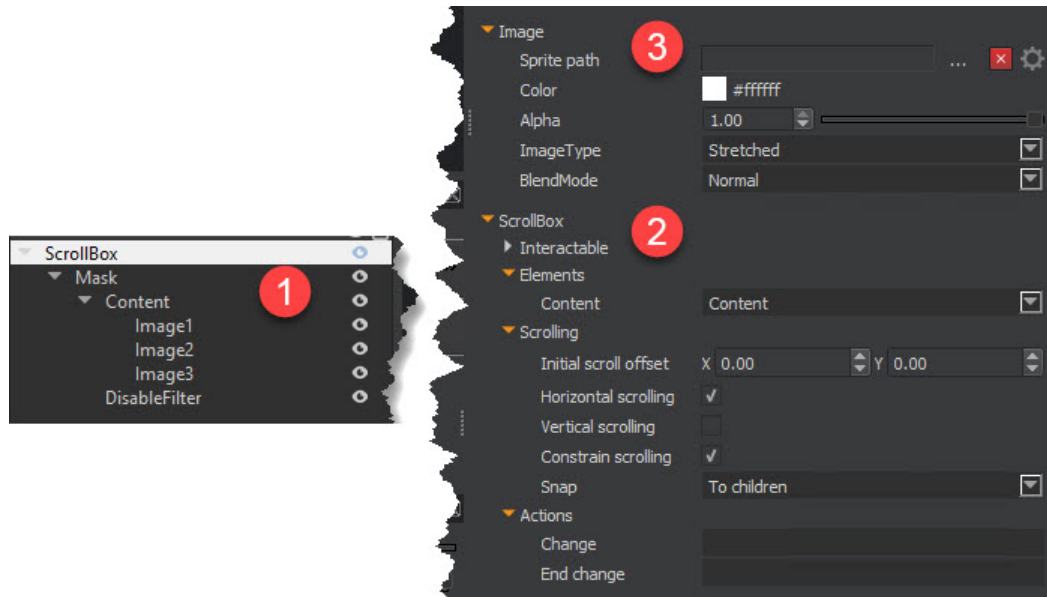 ScrollBox
Mask
1
Content
Image1
Image2
Image3
DisableFilter
Image
3
Sprite path ...
Color #ffffff
Alpha 1.00
ImageType Stretched
BlendMode Normal
ScrollBox
2
Interactable
Elements
Content Content
Scrolling
Initial scroll offset X 0.00 Y 0.00
Horizontal scrolling
Vertical scrolling
Constrain scrolling
Snap To children
Actions
Change
End change